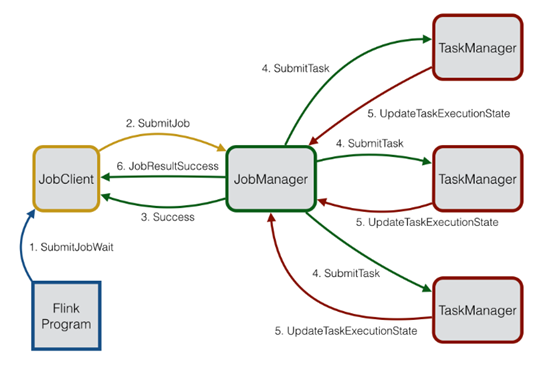 TaskManager
4. SubmitTask
5. UpdateTaskExecutionState
2. SubmitJob
4. SubmitTask
6. JobResultSuccess
JobClient
JobManager
TaskManager
3. Success
5. UpdateTaskExecutionState
1. SubmitJobWait
4. SubmitTask
Flink
Program
TaskManager
5. UpdateTaskExecutionState